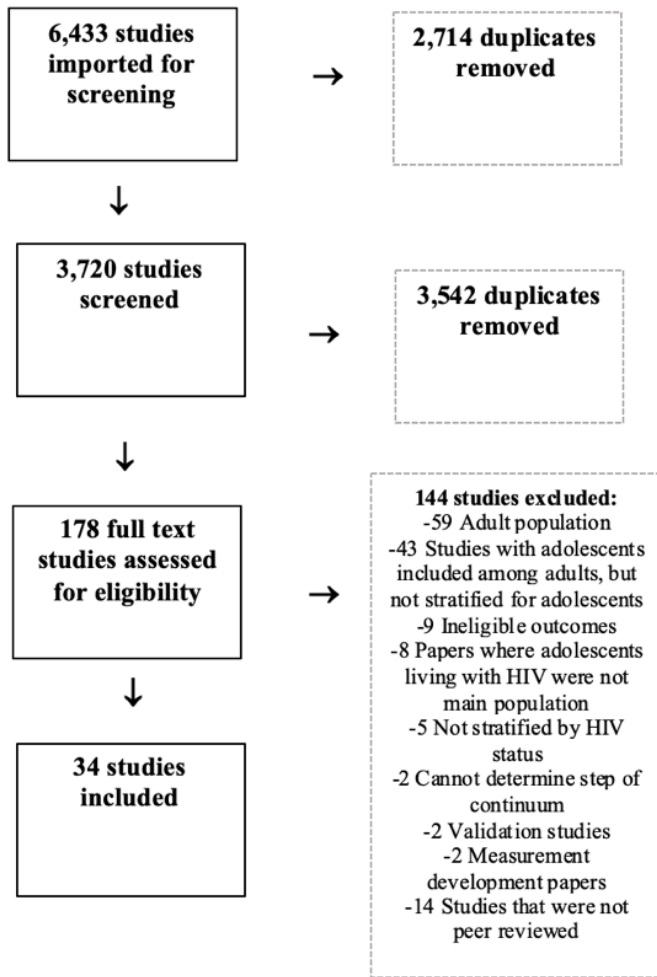 6,433 studies
imported for
screening
→
2,714 duplicates
removed
↓
3,720 studies
screened
→
3,542 duplicates
removed
↓
178 full text
studies assessed
for eligibility
→
144 studies excluded:
-59 Adult population
-43 Studies with adolescents
included among adults, but
not stratified for adolescents
-9 Ineligible outcomes
-8 Papers where adolescents
living with HIV were not
main population
-5 Not stratified by HIV
status
-2 Cannot determine step of
continuum
-2 Validation studies
-2 Measurement
development papers
-14 Studies that were not
peer reviewed
↓
34 studies
included